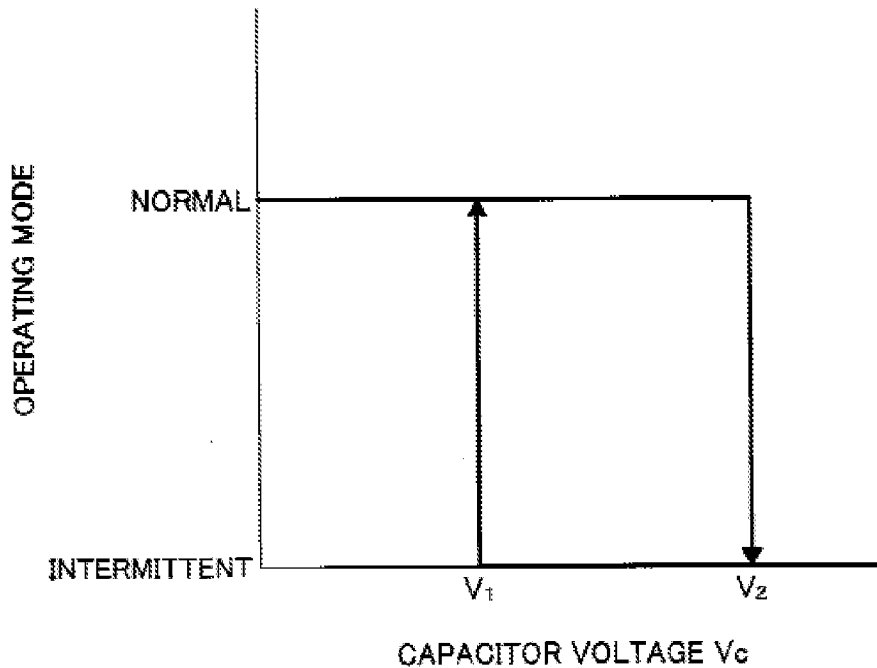 OPERATING MODE
NORMAL
INTERMITTENT
V₁
V₂
CAPACITOR VOLTAGE Vc